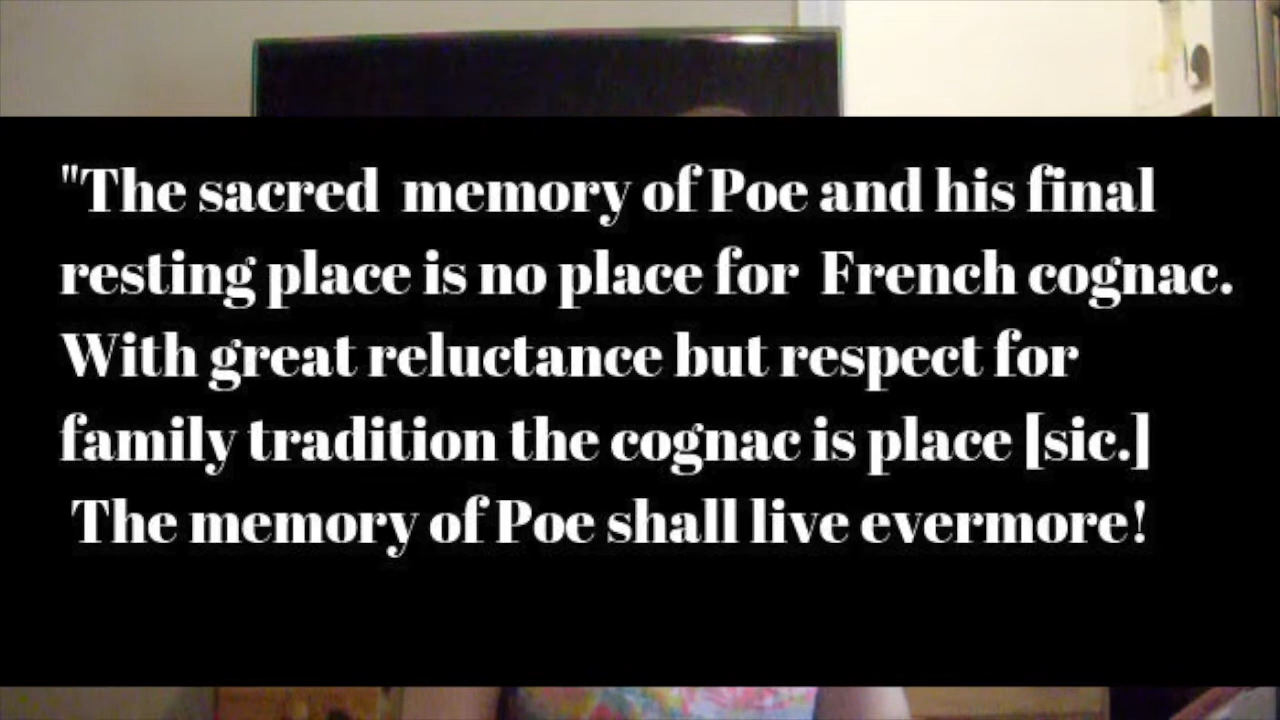 "The sacred  memory of Poe and his final
resting place is no place for  French cognac.
With great reluctance but respect for
family tradition the cognac is place [sic.]
The memory of Poe shall live evermore!